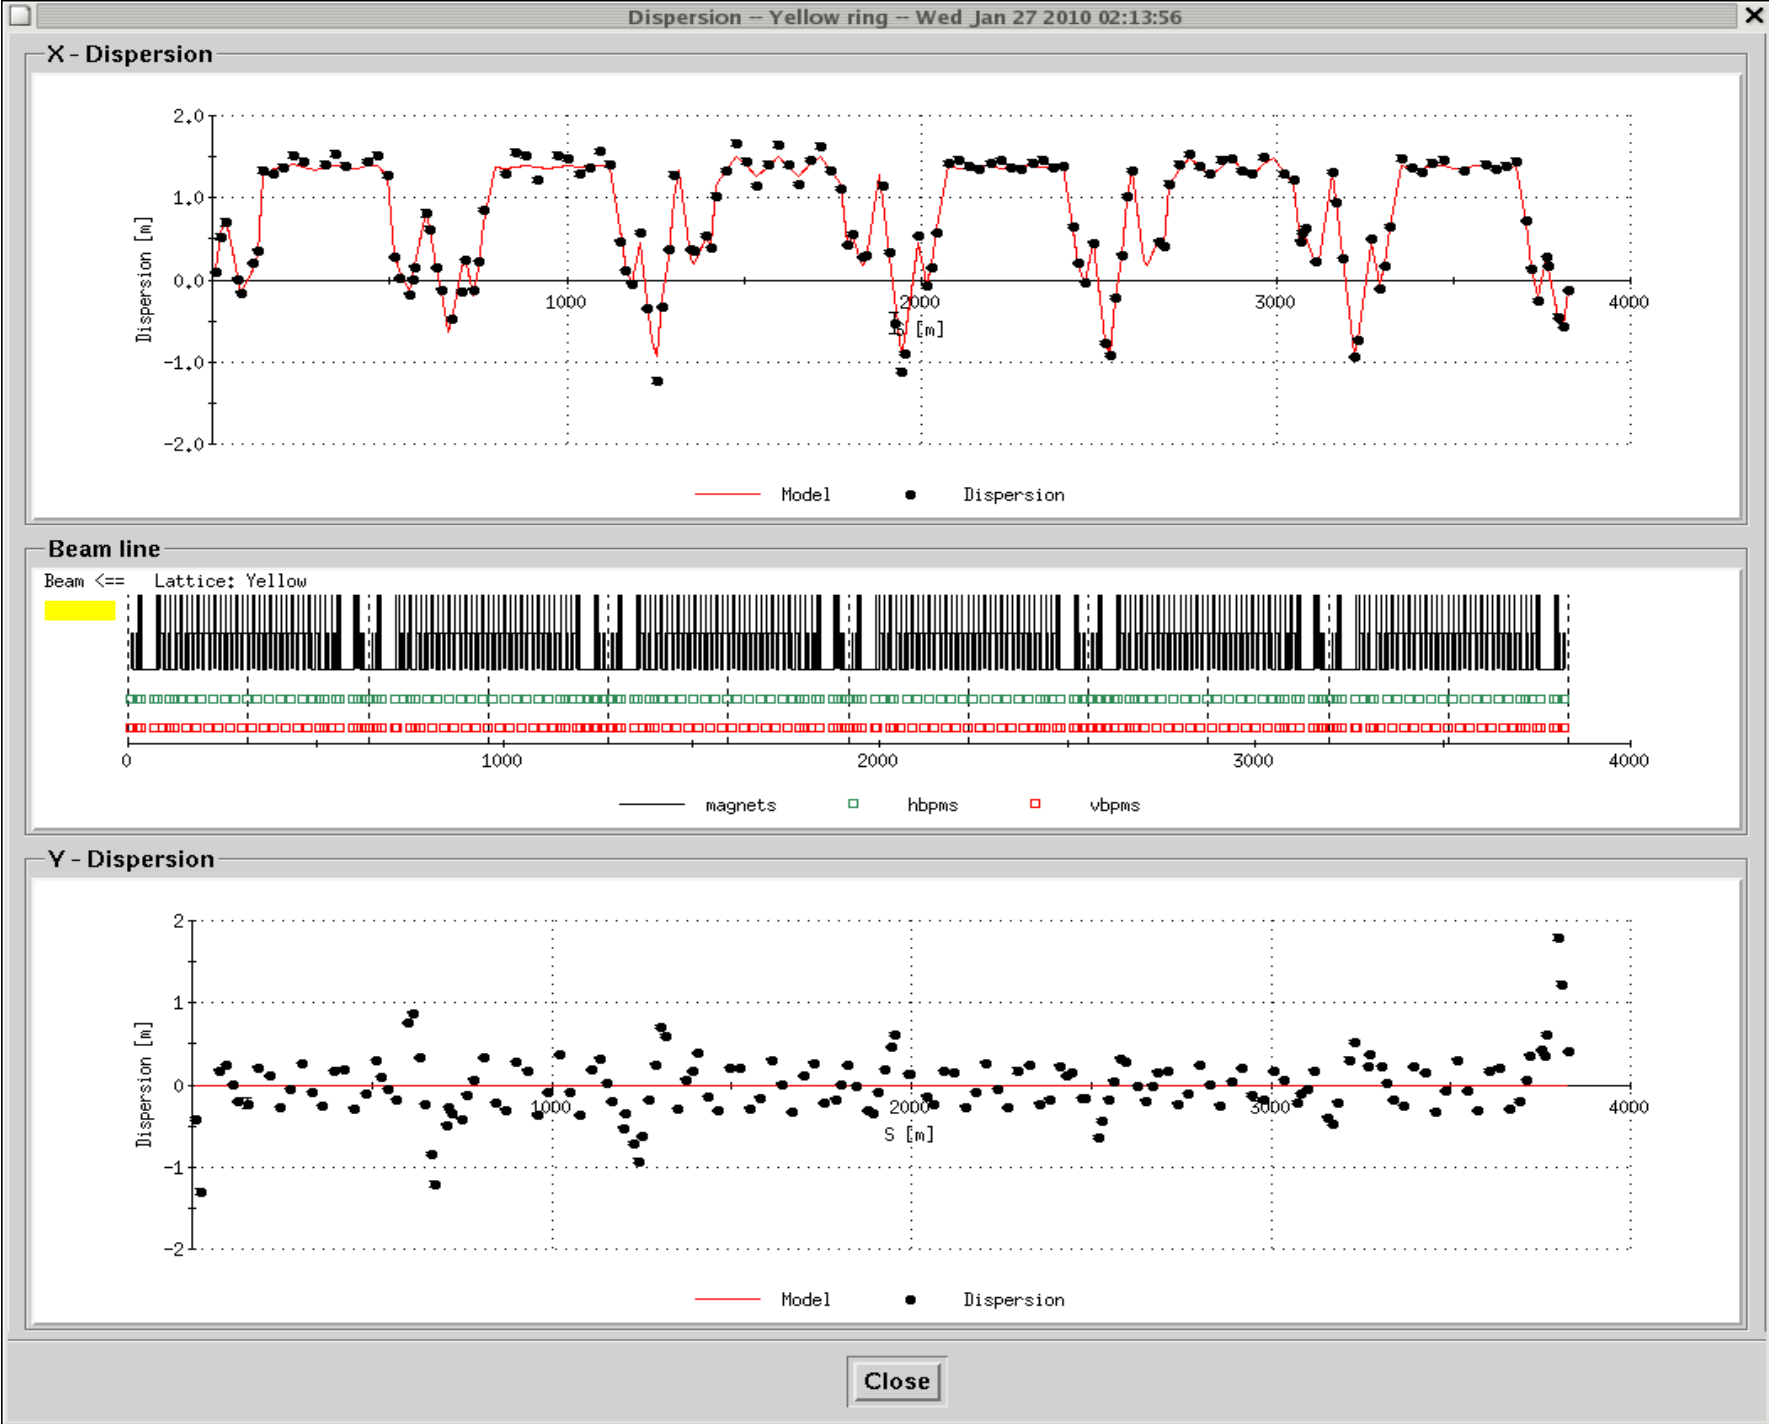 Dispersion -- Yellow ring -- Wed Jan 27 2010 02:13:56
X - Dispersion
2.0
1.0
0.0
-1.0
-2.0
Dispersion [m]
1000 2000 3000 4000
S [m]
Model Dispersion
Beam line
Beam <== Lattice: Yellow
0 1000 2000 3000 4000
magnets hbpms vbpms
Y - Dispersion
2
1
0
-1
-2
Dispersion [m]
1000 2000 3000 4000
S [m]
Model Dispersion
Close